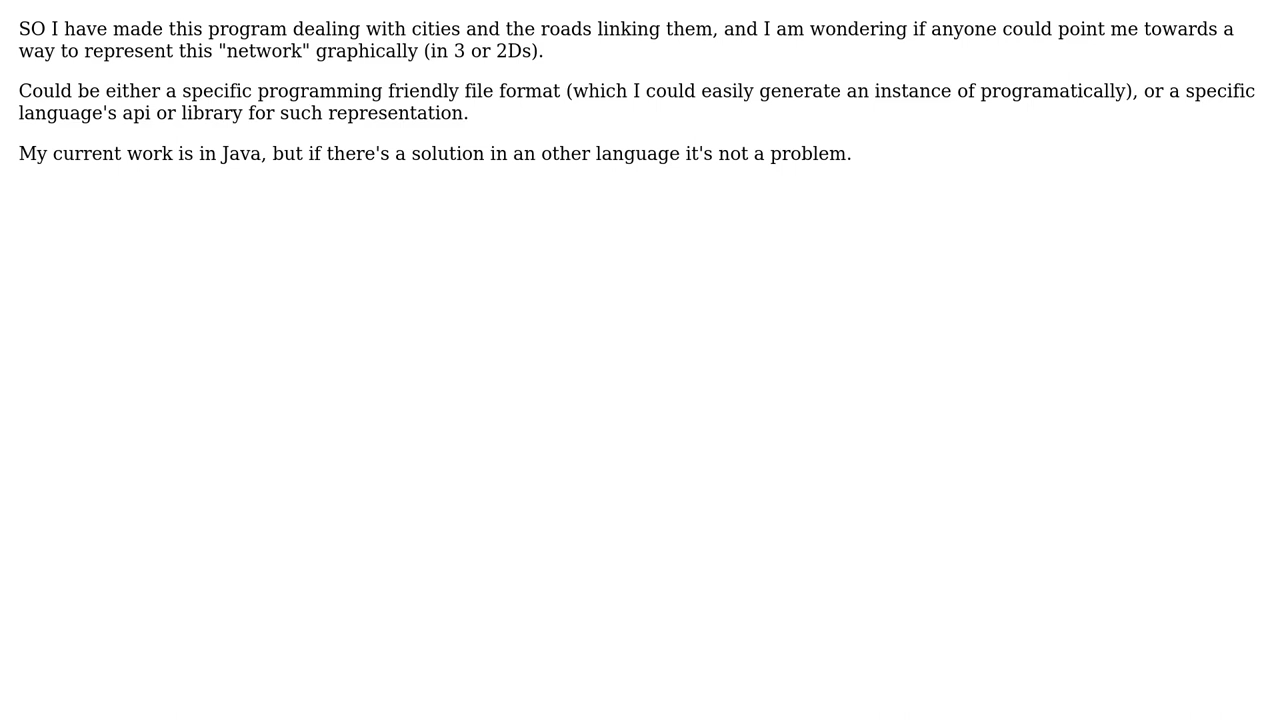 SO I have made this program dealing with cities and the roads linking them, and I am wondering if anyone could point me towards a
way to represent this "network" graphically (in 3 or 2Ds).
Could be either a specific programming friendly file format (which I could easily generate an instance of programatically), or a specific
language's api or library for such representation.
My current work is in Java, but if there's a solution in an other language it's not a problem.